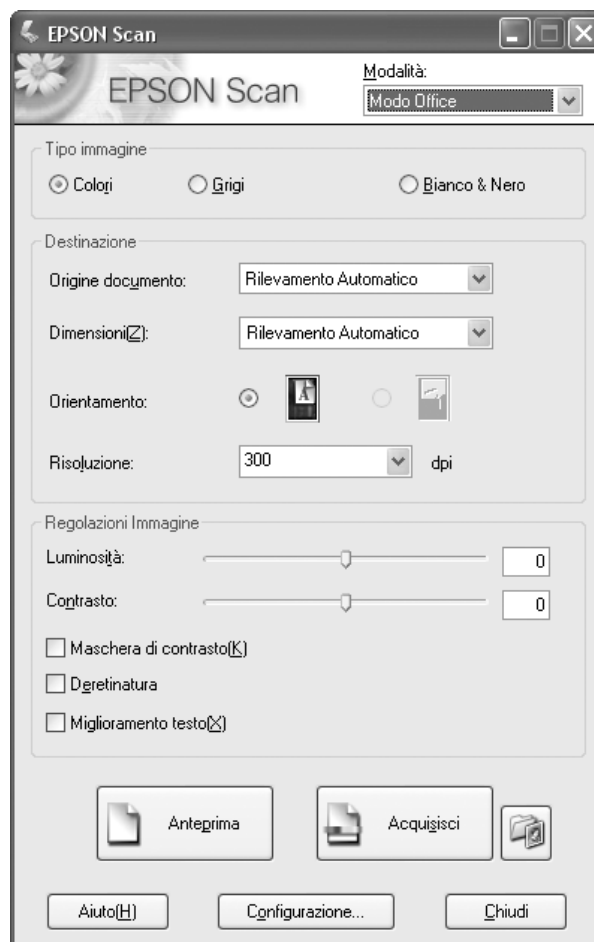 EPSON Scan
EPSON Scan
Modalità:
Modo Office
Tipo immagine
Colori Grigi Bianco & Nero
Destinazione
Origine documento: Rilevamento Automatico
Dimensioni(Z): Rilevamento Automatico
Orientamento: A
Risoluzione: 300 dpi
Regolazioni Immagine
Luminosità: 0
Contrasto: 0
Maschera di contrasto(K)
Deretinatura
Miglioramento testo(X)
Anteprima Acquisisci
Aiuto(H) Configurazione... Chiudi